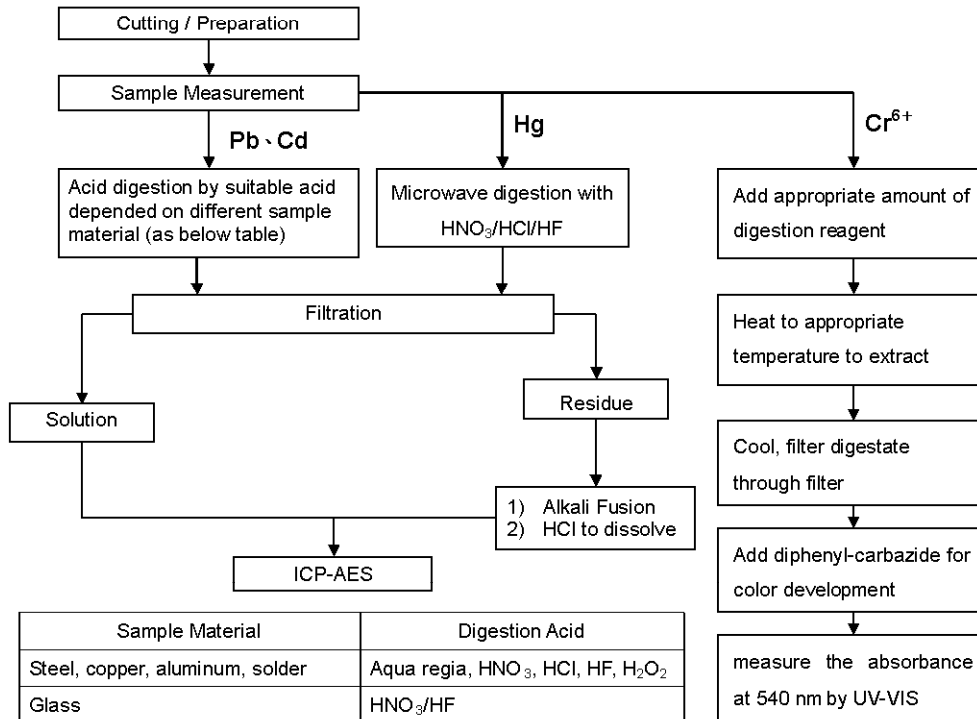 Cutting / Preparation
Sample Measurement
Pb、Cd
Hg
Cr⁶⁺
Acid digestion by suitable acid
depended on different sample
material (as below table)
Microwave digestion with
HNO₃/HCl/HF
Add appropriate amount of
digestion reagent
Filtration
Heat to appropriate
temperature to extract
Solution
Residue
Cool, filter digestate
through filter
1) Alkali Fusion
2) HCl to dissolve
ICP-AES
Add diphenyl-carbazide for
color development
measure the absorbance
at 540 nm by UV-VIS
Sample Material Digestion Acid
Steel, copper, aluminum, solder Aqua regia, HNO₃, HCl, HF, H₂O₂
Glass HNO₃/HF